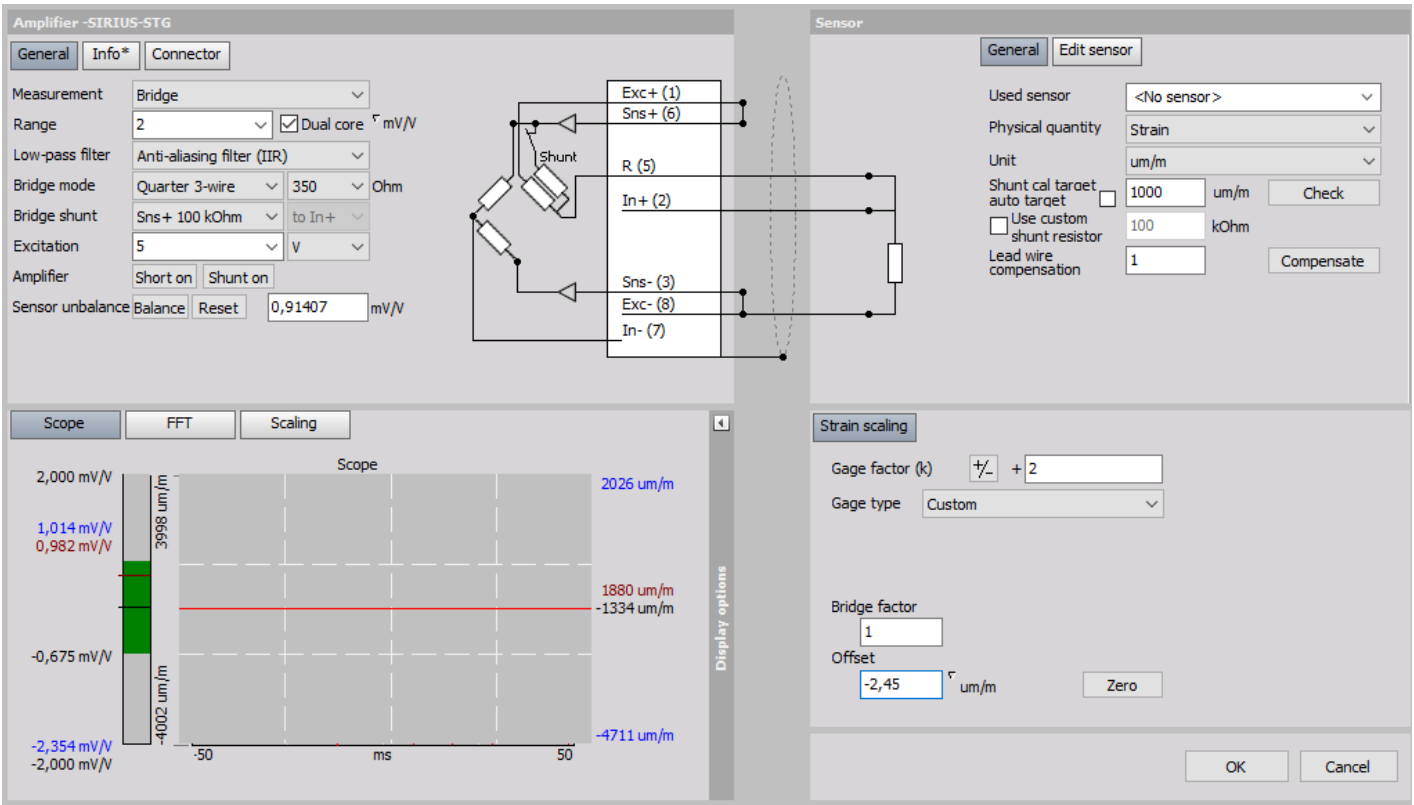 Amplifier -SIRIUS-STG
General Info* Connector
Measurement Bridge
Range 2 Dual core mV/V
Low-pass filter Anti-aliasing filter (IIR)
Bridge mode Quarter 3-wire 350 Ohm
Bridge shunt Sns+ 100 kOhm to In+
Excitation 5 V
Amplifier Short on Shunt on
Sensor unbalance Balance Reset 0,91407 mV/V
Exc+ (1)
Sns+ (6)
Shunt
R (5)
In+ (2)
Sns- (3)
Exc- (8)
In- (7)
Sensor
General Edit sensor
Used sensor <No sensor>
Physical quantity Strain
Unit um/m
Shunt cal target 1000 um/m Check
auto target
Use custom 100 kOhm
shunt resistor
Lead wire 1 Compensate
compensation
Scope FFT Scaling
Scope
2,000 mV/V
1,014 mV/V
0,982 mV/V
-0,675 mV/V
-2,354 mV/V
-2,000 mV/V
3998 um/m
-4002 um/m
2026 um/m
1880 um/m
-1334 um/m
-4711 um/m
-50 ms 50
Display options
Strain scaling
Gage factor (k) +/- + 2
Gage type Custom
Bridge factor
1
Offset
-2,45 um/m Zero
OK Cancel